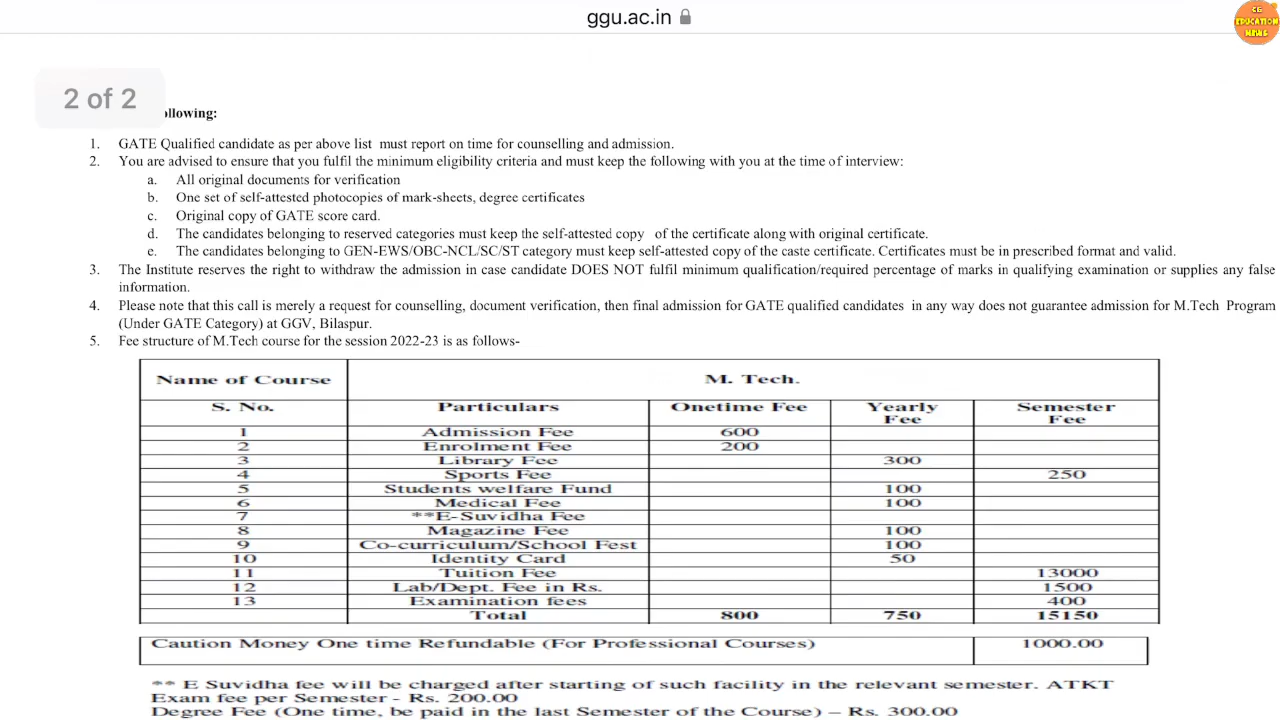 ggu.ac.in
CG EDUCATION NEWS
2 of 2
ollowing:
1. GATE Qualified candidate as per above list must report on time for counselling and admission.
2. You are advised to ensure that you fulfil the minimum eligibility criteria and must keep the following with you at the time of interview:
a. All original documents for verification
b. One set of self-attested photocopies of mark-sheets, degree certificates
c. Original copy of GATE score card.
d. The candidates belonging to reserved categories must keep the self-attested copy of the certificate along with original certificate.
e. The candidates belonging to GEN-EWS/OBC-NCL/SC/ST category must keep self-attested copy of the caste certificate. Certificates must be in prescribed format and valid.
3. The Institute reserves the right to withdraw the admission in case candidate DOES NOT fulfil minimum qualification/required percentage of marks in qualifying examination or supplies any false
information.
4. Please note that this call is merely a request for counselling, document verification, then final admission for GATE qualified candidates in any way does not guarantee admission for M.Tech Program
(Under GATE Category) at GGV, Bilaspur.
5. Fee structure of M.Tech course for the session 2022-23 is as follows-
Name of Course M. Tech.
S. No. Particulars Onetime Fee Yearly Fee Semester Fee
1 Admission Fee 600
2 Enrolment Fee 200
3 Library Fee 300
4 Sports Fee 250
5 Students welfare Fund 100
6 Medical Fee 100
7 **E-Suvidha Fee
8 Magazine Fee 100
9 Co-curriculum/School Fest 100
10 Identity Card 50
11 Tuition Fee 13000
12 Lab/Dept. Fee in Rs. 1500
13 Examination fees 400
Total 800 750 15150
Caution Money One time Refundable (For Professional Courses) 1000.00
** E Suvidha fee will be charged after starting of such facility in the relevant semester. ATKT
Exam fee per Semester - Rs. 200.00
Degree Fee (One time, be paid in the last Semester of the Course) – Rs. 300.00